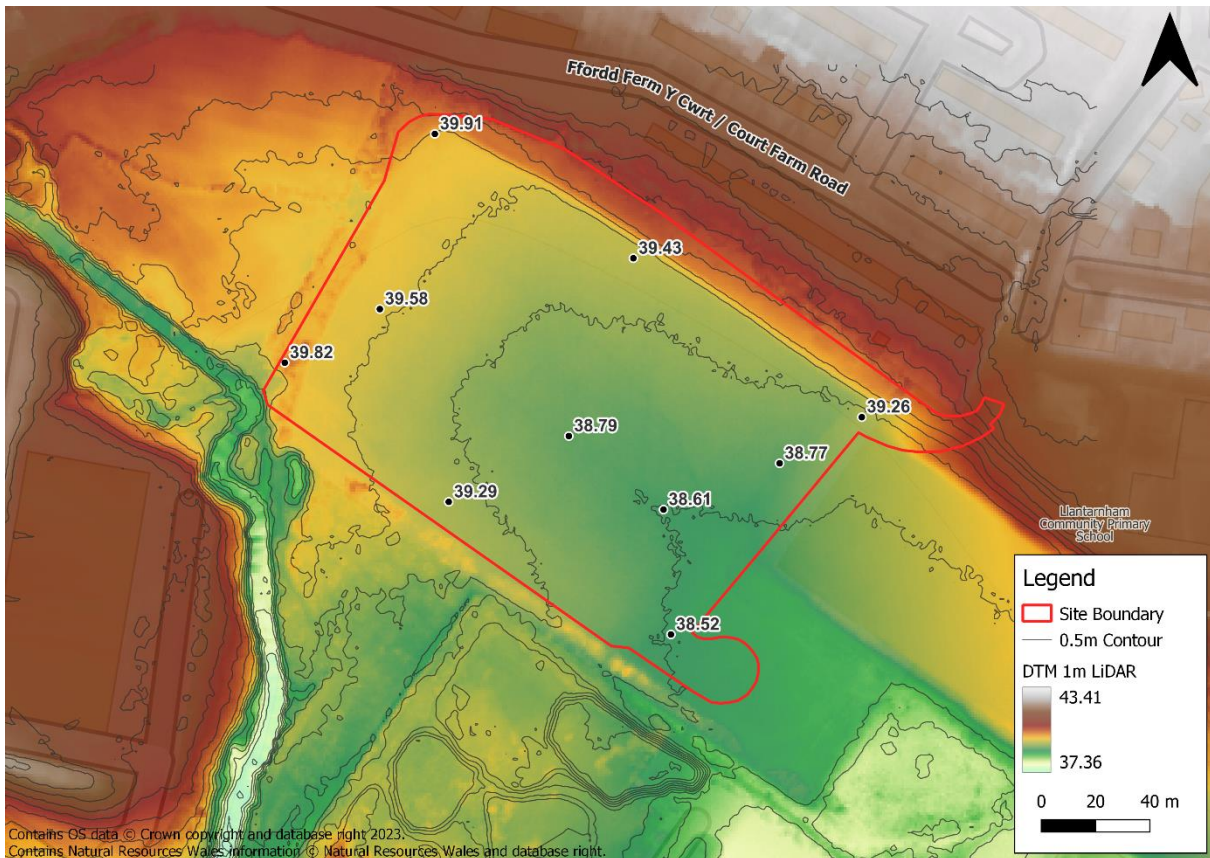 Ffordd Ferm Y Cwrt / Court Farm Road
39.91
39.43
39.58
39.82
39.26
38.79
38.77
39.29
38.61
38.52
Llantarnham
Community Primary
School
Legend
Site Boundary
0.5m Contour
DTM 1m LiDAR
43.41
37.36
0 20 40 m
Contains OS data © Crown copyright and database right 2023.
Contains Natural Resources Wales information © Natural Resources Wales and database right.